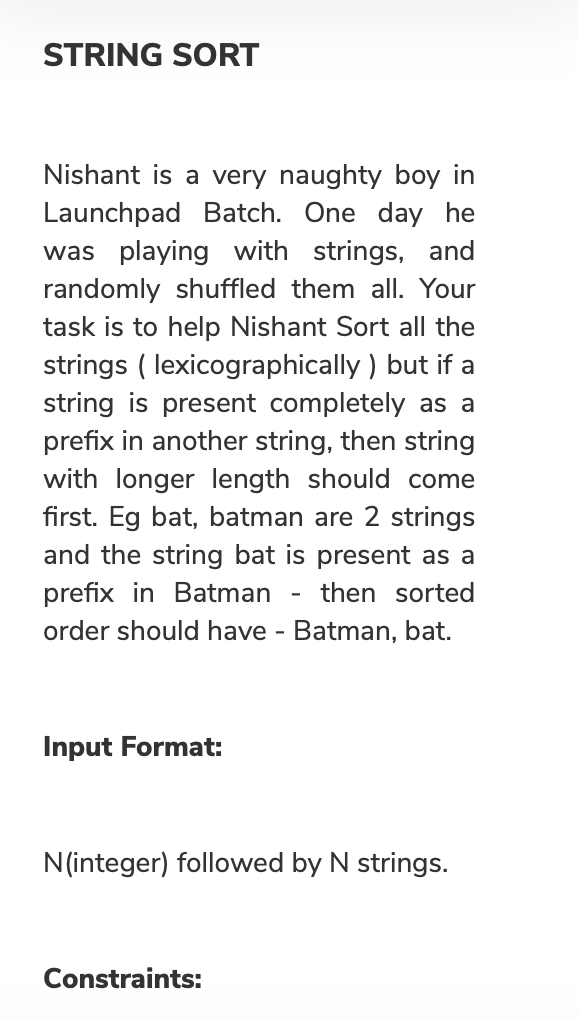 STRING SORT
Nishant is a very naughty boy in
Launchpad Batch. One day he
was playing with strings, and
randomly shuffled them all. Your
task is to help Nishant Sort all the
strings ( lexicographically ) but if a
string is present completely as a
prefix in another string, then string
with longer length should come
first. Eg bat, batman are 2 strings
and the string bat is present as a
prefix in Batman - then sorted
order should have - Batman, bat.
Input Format:
N(integer) followed by N strings.
Constraints: